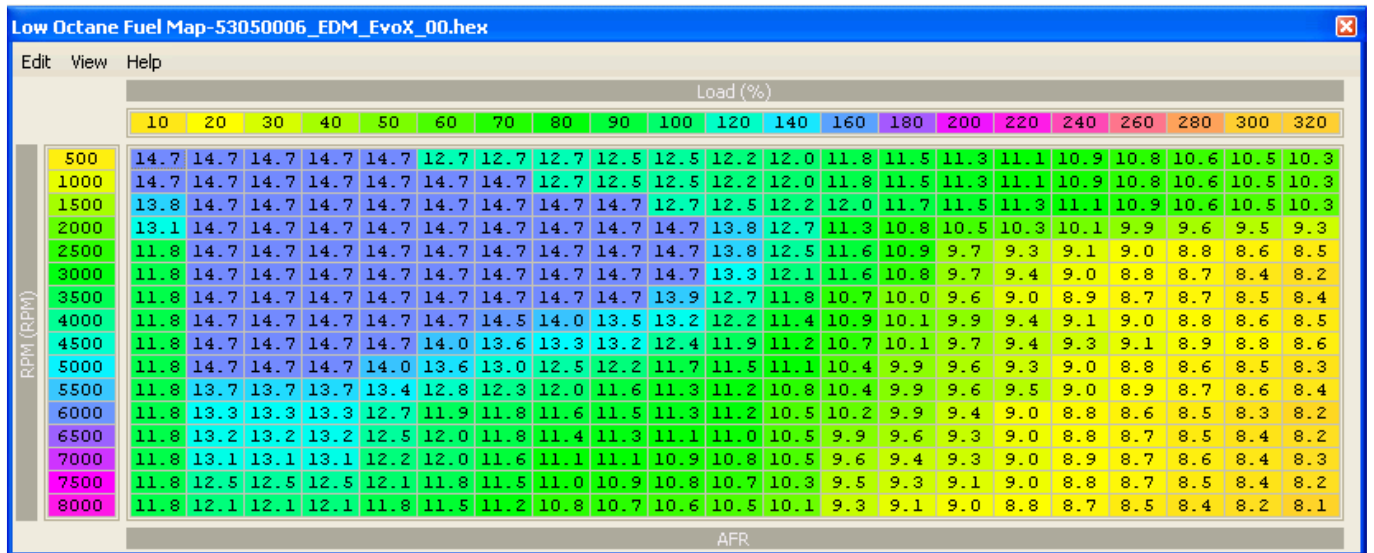 Low Octane Fuel Map-53050006_EDM_EvoX_00.hex
Edit View Help
Load (%)
10 20 30 40 50 60 70 80 90 100 120 140 160 180 200 220 240 260 280 300 320
RPM (RPM)
500 14.7 14.7 14.7 14.7 14.7 12.7 12.7 12.7 12.5 12.5 12.2 12.0 11.8 11.5 11.3 11.1 10.9 10.8 10.6 10.5 10.3
1000 14.7 14.7 14.7 14.7 14.7 14.7 14.7 12.7 12.5 12.5 12.2 12.0 11.8 11.5 11.3 11.1 10.9 10.8 10.6 10.5 10.3
1500 13.8 14.7 14.7 14.7 14.7 14.7 14.7 14.7 14.7 12.7 12.5 12.2 12.0 11.7 11.5 11.3 11.1 10.9 10.6 10.5 10.3
2000 13.1 14.7 14.7 14.7 14.7 14.7 14.7 14.7 14.7 14.7 13.8 12.7 11.3 10.8 10.5 10.3 10.1 9.9 9.6 9.5 9.3
2500 11.8 14.7 14.7 14.7 14.7 14.7 14.7 14.7 14.7 14.7 13.8 12.5 11.6 10.9 9.7 9.3 9.1 9.0 8.8 8.6 8.5
3000 11.8 14.7 14.7 14.7 14.7 14.7 14.7 14.7 14.7 14.7 13.3 12.1 11.6 10.8 9.7 9.4 9.0 8.8 8.7 8.4 8.2
3500 11.8 14.7 14.7 14.7 14.7 14.7 14.7 14.7 14.7 13.9 12.7 11.8 10.7 10.0 9.6 9.0 8.9 8.7 8.7 8.5 8.4
4000 11.8 14.7 14.7 14.7 14.7 14.7 14.5 14.0 13.5 13.2 12.2 11.4 10.9 10.1 9.9 9.4 9.1 9.0 8.8 8.6 8.5
4500 11.8 14.7 14.7 14.7 14.7 14.0 13.6 13.3 13.2 12.4 11.9 11.2 10.7 10.1 9.7 9.4 9.3 9.1 8.9 8.8 8.6
5000 11.8 14.7 14.7 14.7 14.0 13.6 13.0 12.5 12.2 11.7 11.5 11.1 10.4 9.9 9.6 9.3 9.0 8.8 8.6 8.5 8.3
5500 11.8 13.7 13.7 13.7 13.4 12.8 12.3 12.0 11.6 11.3 11.2 10.8 10.4 9.9 9.6 9.5 9.0 8.9 8.7 8.6 8.4
6000 11.8 13.3 13.3 13.3 12.7 11.9 11.8 11.6 11.5 11.3 11.2 10.5 10.2 9.9 9.4 9.0 8.8 8.6 8.5 8.3 8.2
6500 11.8 13.2 13.2 13.2 12.5 12.0 11.8 11.4 11.3 11.1 11.0 10.5 9.9 9.6 9.3 9.0 8.8 8.7 8.5 8.4 8.2
7000 11.8 13.1 13.1 13.1 12.2 12.0 11.6 11.1 11.1 10.9 10.8 10.5 9.6 9.4 9.3 9.0 8.9 8.7 8.6 8.4 8.3
7500 11.8 12.5 12.5 12.5 12.1 11.8 11.5 11.0 10.9 10.8 10.7 10.3 9.5 9.3 9.1 9.0 8.8 8.7 8.5 8.4 8.2
8000 11.8 12.1 12.1 12.1 11.8 11.5 11.2 10.8 10.7 10.6 10.5 10.1 9.3 9.1 9.0 8.8 8.7 8.5 8.4 8.2 8.1
AFR